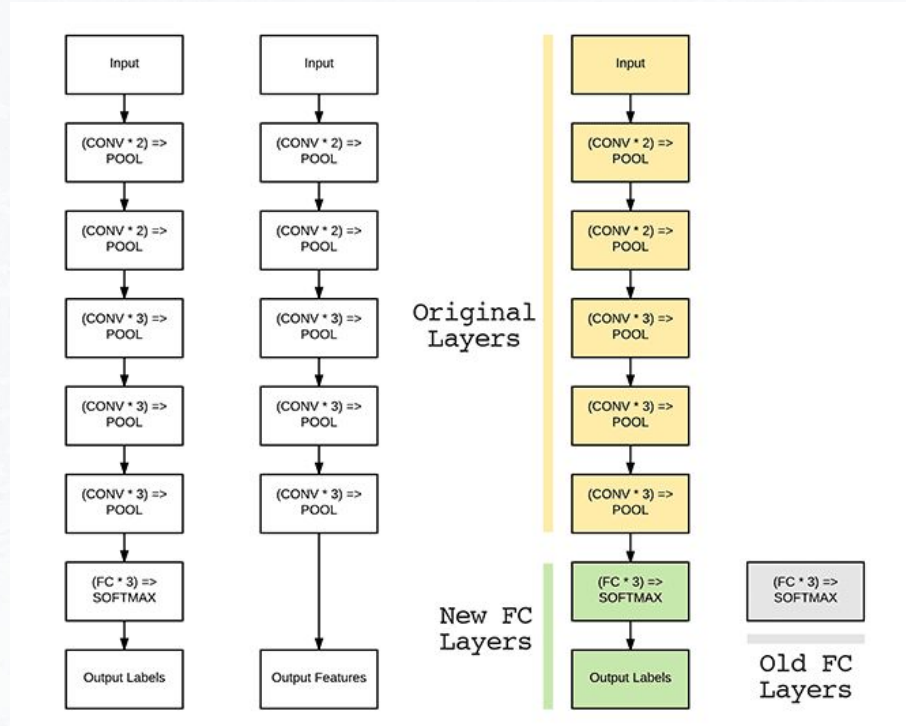 Input
(CONV * 2) =>
POOL
(CONV * 2) =>
POOL
(CONV * 3) =>
POOL
(CONV * 3) =>
POOL
(CONV * 3) =>
POOL
(FC * 3) =>
SOFTMAX
Output Labels
Input
(CONV * 2) =>
POOL
(CONV * 2) =>
POOL
(CONV * 3) =>
POOL
(CONV * 3) =>
POOL
(CONV * 3) =>
POOL
Output Features
Original
Layers
New FC
Layers
Input
(CONV * 2) =>
POOL
(CONV * 2) =>
POOL
(CONV * 3) =>
POOL
(CONV * 3) =>
POOL
(CONV * 3) =>
POOL
(FC * 3) =>
SOFTMAX
Output Labels
(FC * 3) =>
SOFTMAX
Old FC
Layers